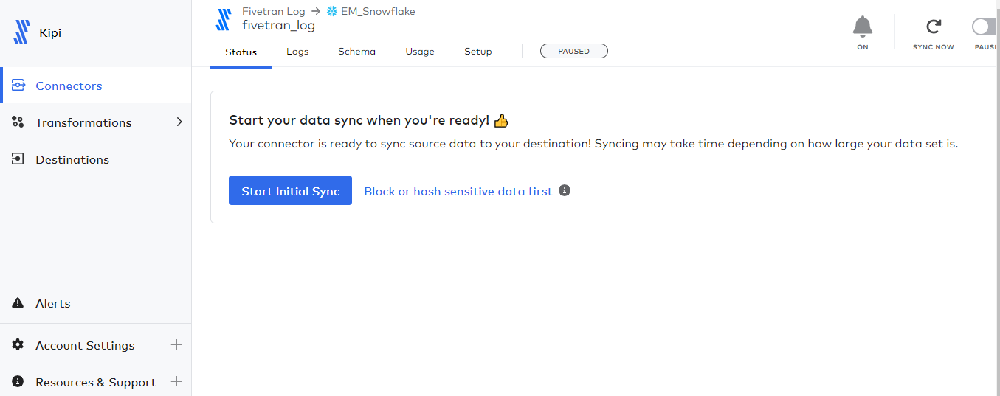 Kipi
Connectors
Transformations
Destinations
Alerts
Account Settings
Resources & Support
Fivetran Log → EM_Snowflake
fivetran_log
Status Logs Schema Usage Setup PAUSED
ON SYNC NOW
Start your data sync when you're ready! 👍
Your connector is ready to sync source data to your destination! Syncing may take time depending on how large your data set is.
Start Initial Sync Block or hash sensitive data first